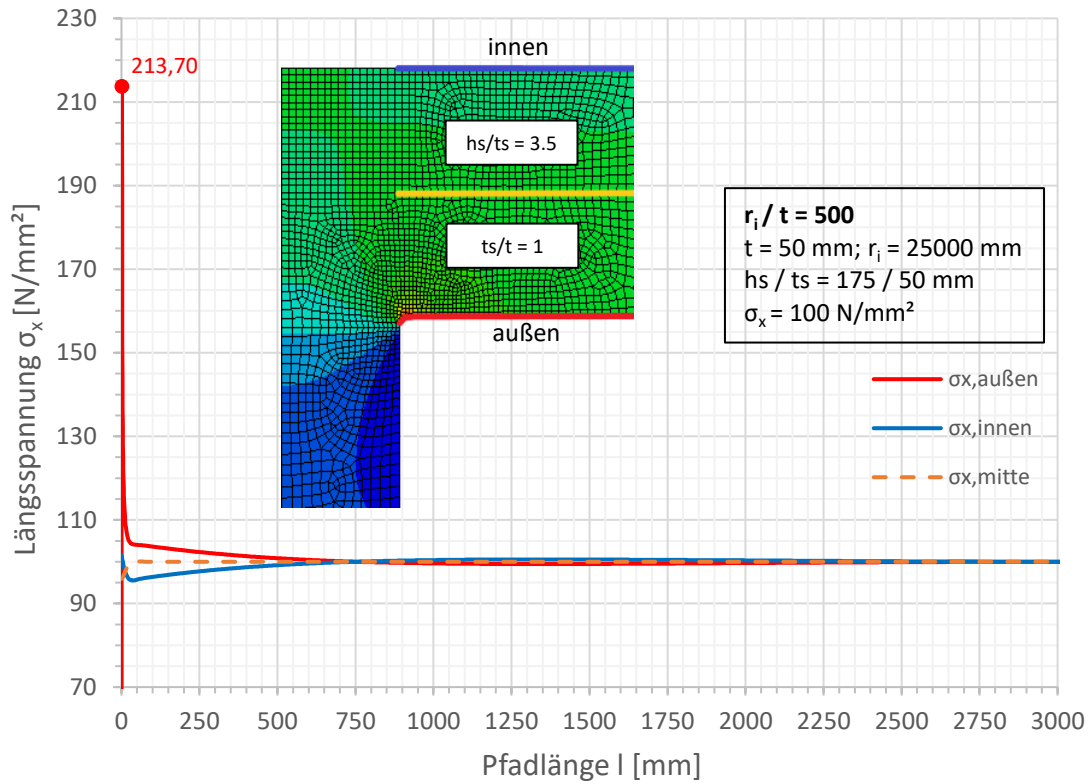 Längsspannung σx [N/mm²]
230
210
190
170
150
130
110
90
70
213,70
innen
hs/ts = 3.5
ts/t = 1
außen
ri / t = 500
t = 50 mm; ri = 25000 mm
hs / ts = 175 / 50 mm
σx = 100 N/mm²
σx,außen
σx,innen
σx,mitte
0 250 500 750 1000 1250 1500 1750 2000 2250 2500 2750 3000
Pfadlänge l [mm]